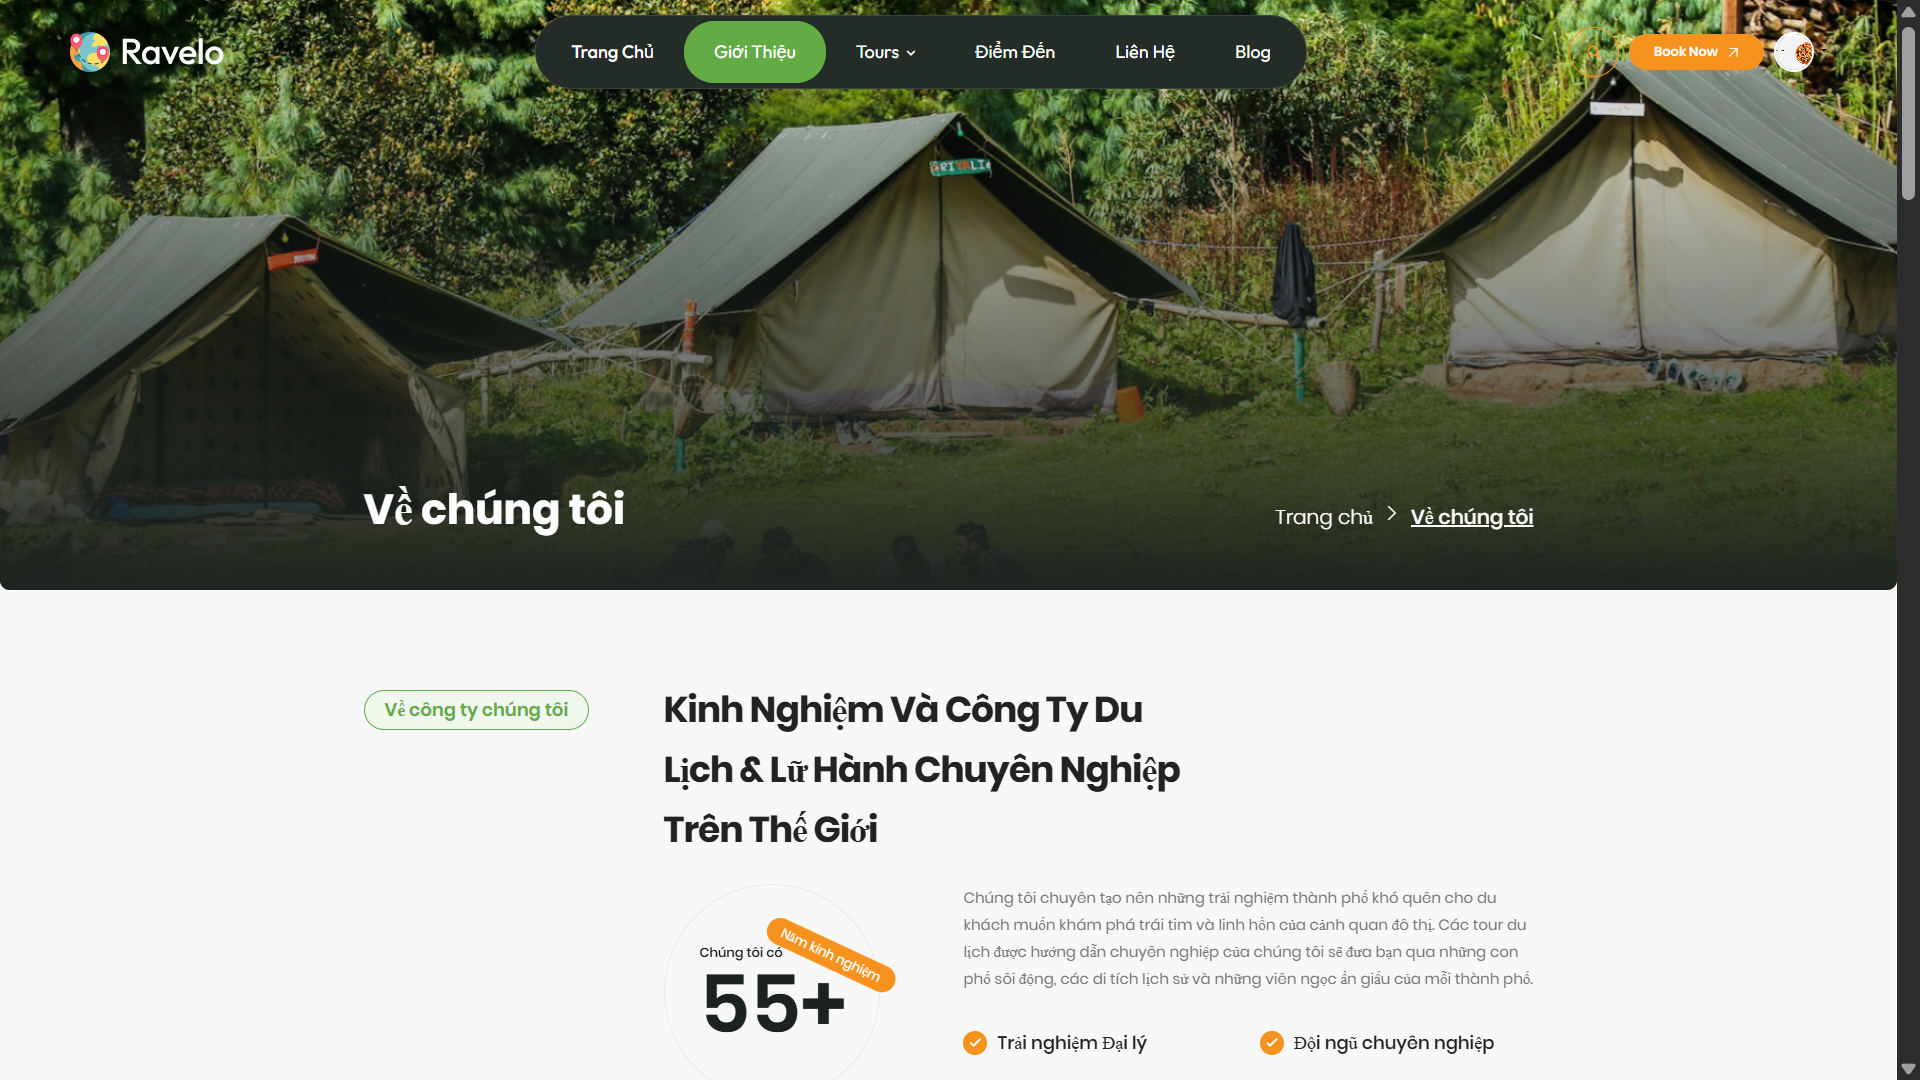 Ravelo
Trang Chủ
Giới Thiệu
Tours
Điểm Đến
Liên Hệ
Blog
Book Now
Về chúng tôi
Trang chủ
Về chúng tôi
Về công ty chúng tôi
Kinh Nghiệm Và Công Ty Du
Lịch & Lữ Hành Chuyên Nghiệp
Trên Thế Giới
Chúng tôi có
Năm kinh nghiệm
55+
Chúng tôi chuyên tạo nên những trải nghiệm thành phố khó quên cho du
khách muốn khám phá trái tim và linh hồn của cảnh quan đô thị. Các tour du
lịch được hướng dẫn chuyên nghiệp của chúng tôi sẽ đưa bạn qua những con
phố sôi động, các di tích lịch sử và những viên ngọc ẩn giấu của mỗi thành phố.
Trải nghiệm Đại lý
Đội ngũ chuyên nghiệp